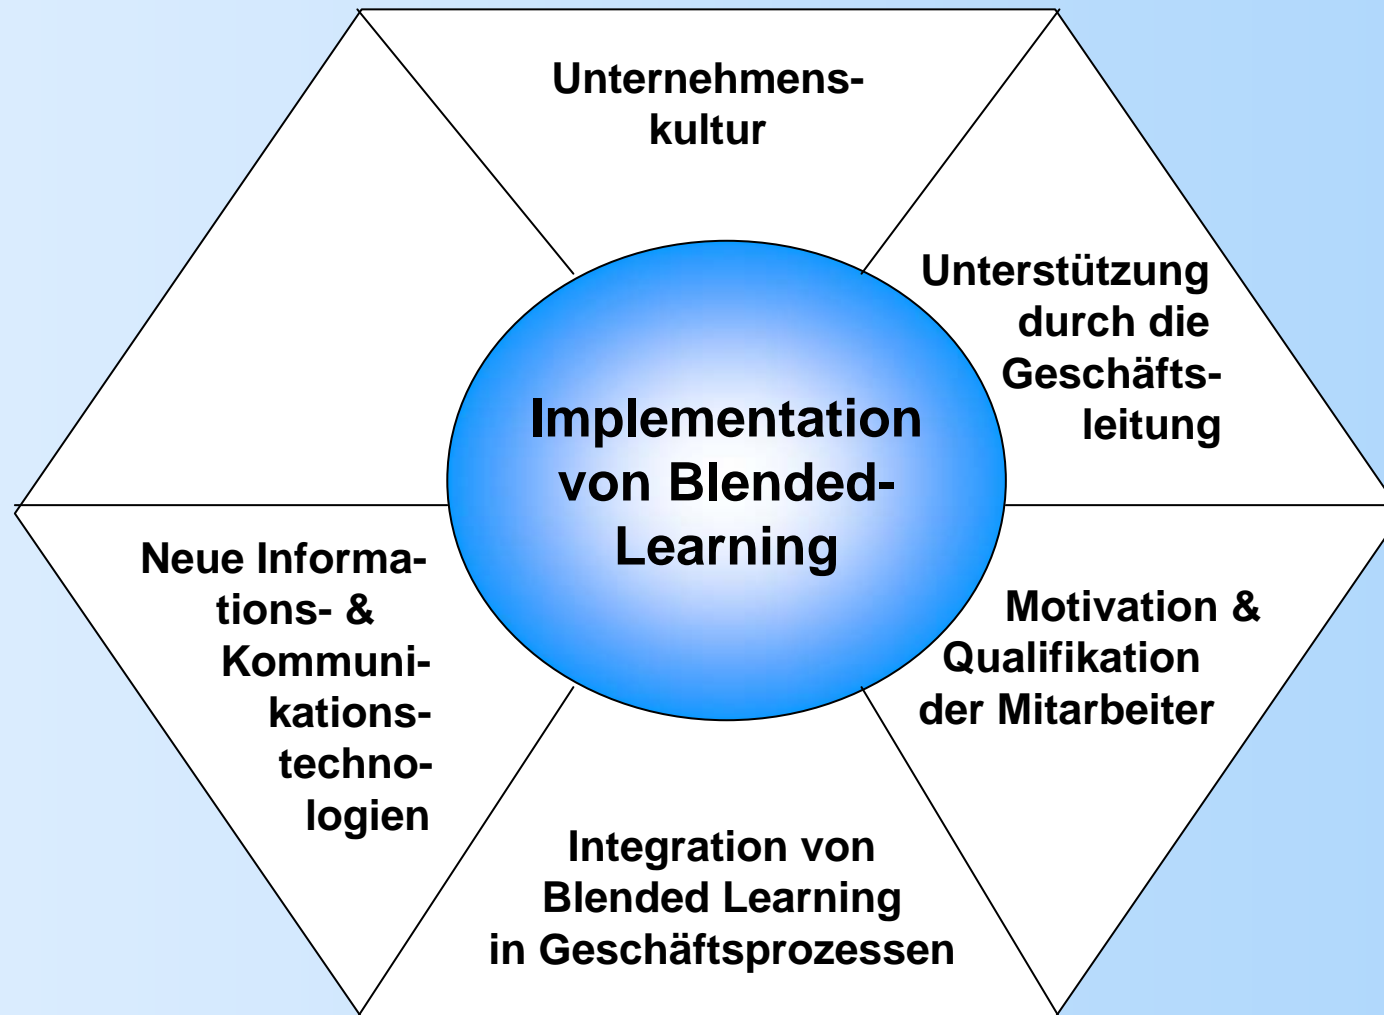 Unternehmens-
kultur
Unterstützung
durch die
Geschäfts-
leitung
Implementation
von Blended-
Learning
Neue Informa-
tions- &
Kommuni-
kations-
techno-
logien
Motivation &
Qualifikation
der Mitarbeiter
Integration von
Blended Learning
in Geschäftsprozessen